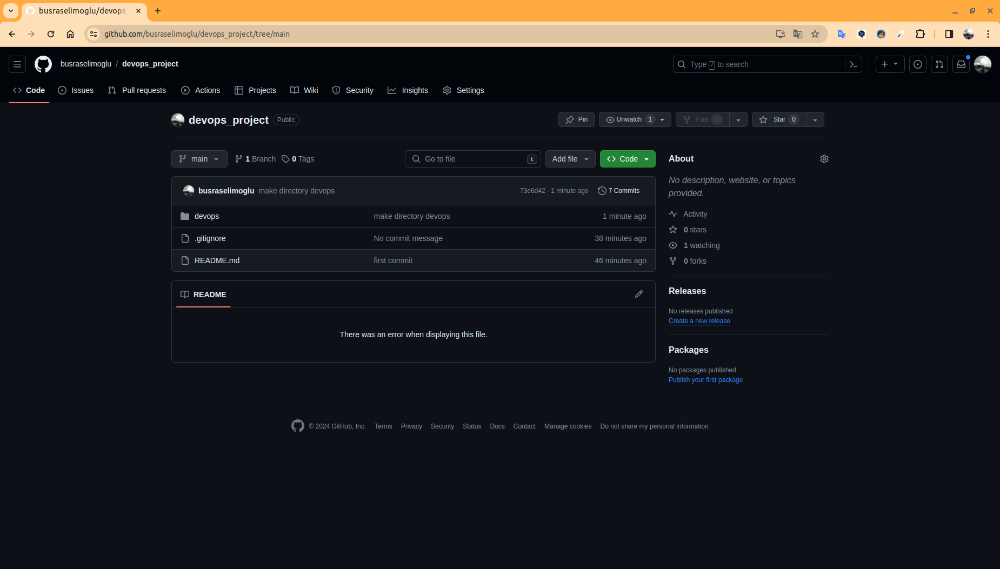 busraselimoglu/devops_
github.com/busraselimoglu/devops_project/tree/main
busraselimoglu / devops_project
Type / to search
Code Issues Pull requests Actions Projects Wiki Security Insights Settings
devops_project Public
Pin Unwatch 1 Fork 0 Star 0
main 1 Branch 0 Tags Go to file t Add file Code
busraselimoglu make directory devops 73e6d42 · 1 minute ago 7 Commits
devops make directory devops 1 minute ago
.gitignore No commit message 38 minutes ago
README.md first commit 46 minutes ago
README
There was an error when displaying this file.
About
No description, website, or topics
provided.
Activity
0 stars
1 watching
0 forks
Releases
No releases published
Create a new release
Packages
No packages published
Publish your first package
© 2024 GitHub, Inc. Terms Privacy Security Status Docs Contact Manage cookies Do not share my personal information